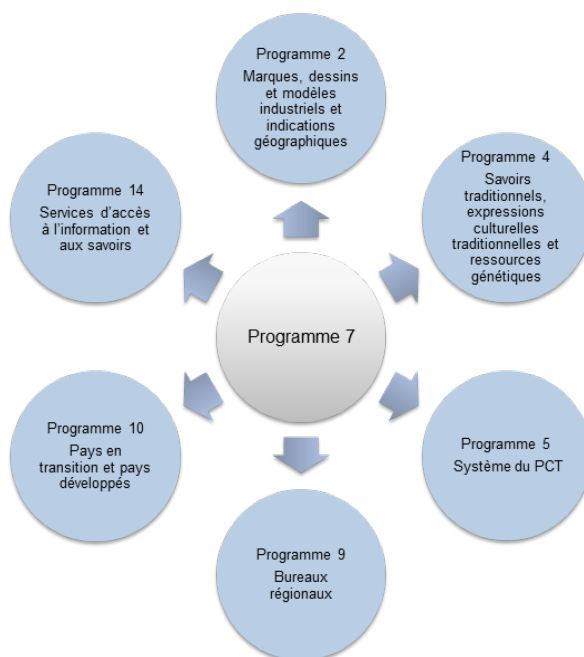 Programme 2
Marques, dessins
et modèles
industriels et
indications
géographiques
Programme 14
Services d'accès
à l'information et
aux savoirs
Programme 4
Savoirs
traditionnels,
expressions
culturelles
traditionnelles et
ressources
génétiques
Programme 7
Programme 10
Pays en
transition et pays
développés
Programme 5
Système du PCT
Programme 9
Bureaux
régionaux